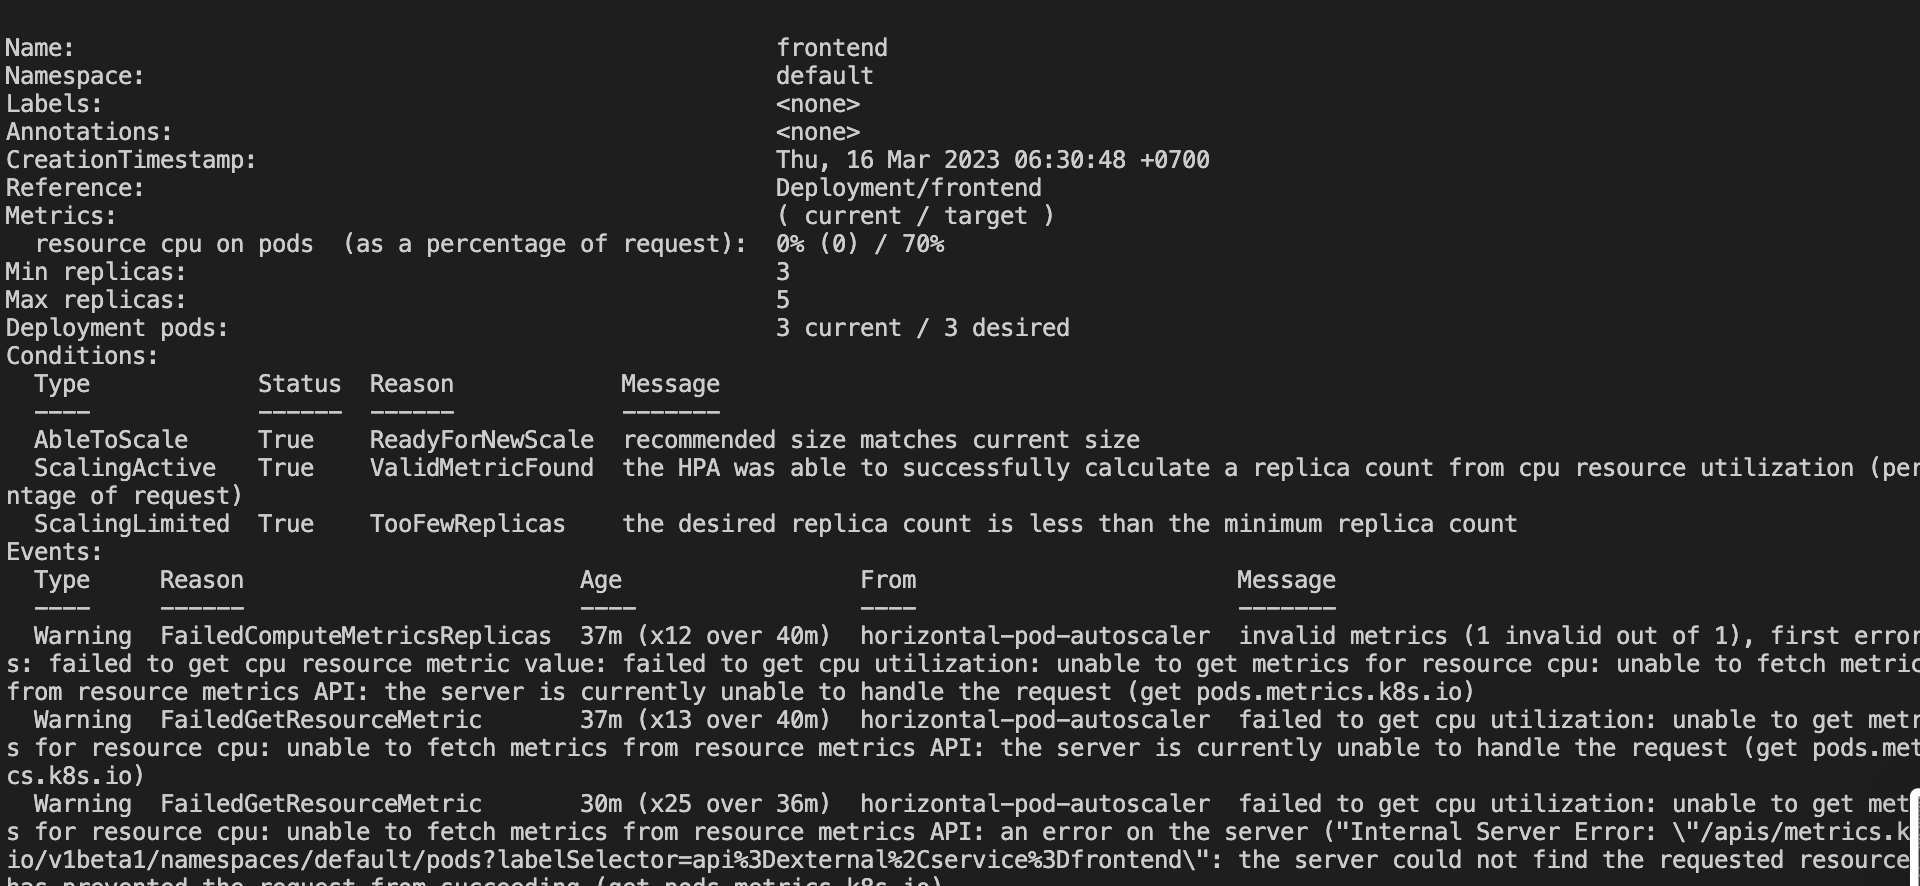 Name: frontend
Namespace: default
Labels: <none>
Annotations: <none>
CreationTimestamp: Thu, 16 Mar 2023 06:30:48 +0700
Reference: Deployment/frontend
Metrics: ( current / target )
resource cpu on pods (as a percentage of request): 0% (0) / 70%
Min replicas: 3
Max replicas: 5
Deployment pods: 3 current / 3 desired
Conditions:
Type Status Reason Message
---- ------ ------ -------
AbleToScale True ReadyForNewScale recommended size matches current size
ScalingActive True ValidMetricFound the HPA was able to successfully calculate a replica count from cpu resource utilization (per
ntage of request)
ScalingLimited True TooFewReplicas the desired replica count is less than the minimum replica count
Events:
Type Reason Age From Message
---- ------ ---- ---- -------
Warning FailedComputeMetricsReplicas 37m (x12 over 40m) horizontal-pod-autoscaler invalid metrics (1 invalid out of 1), first error
s: failed to get cpu resource metric value: failed to get cpu utilization: unable to get metrics for resource cpu: unable to fetch metric
from resource metrics API: the server is currently unable to handle the request (get pods.metrics.k8s.io)
Warning FailedGetResourceMetric 37m (x13 over 40m) horizontal-pod-autoscaler failed to get cpu utilization: unable to get metr
s for resource cpu: unable to fetch metrics from resource metrics API: the server is currently unable to handle the request (get pods.met
cs.k8s.io)
Warning FailedGetResourceMetric 30m (x25 over 36m) horizontal-pod-autoscaler failed to get cpu utilization: unable to get met
s for resource cpu: unable to fetch metrics from resource metrics API: an error on the server ("Internal Server Error: \"/apis/metrics.k
io/v1beta1/namespaces/default/pods?labelSelector=api%3Dexternal%2Cservice%3Dfrontend\": the server could not find the requested resource
has prevented the request from succeeding (get pods.metrics.k8s.io)